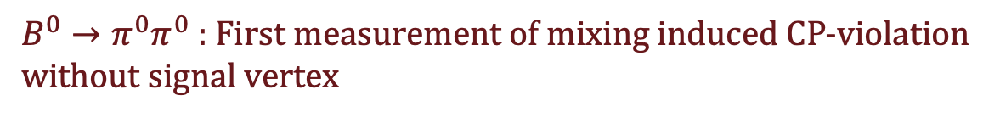 B⁰ → π⁰π⁰ : First measurement of mixing induced CP-violation
without signal vertex